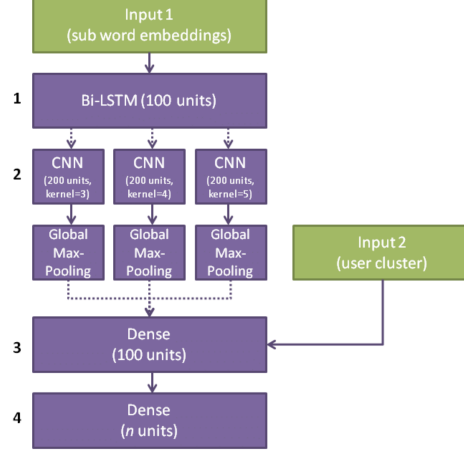 Input 1
(sub word embeddings)
1
Bi-LSTM (100 units)
2
CNN
(200 units,
kernel=3)
CNN
(200 units,
kernel=4)
CNN
(200 units,
kernel=5)
Global
Max-
Pooling
Global
Max-
Pooling
Global
Max-
Pooling
Input 2
(user cluster)
3
Dense
(100 units)
4
Dense
(n units)